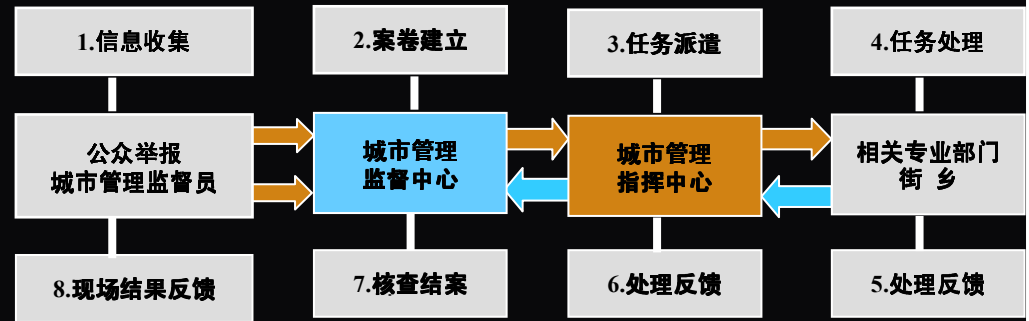 1.信息收集
2.案卷建立
3.任务派遣
4.任务处理
公众举报
城市管理监督员
城市管理
监督中心
城市管理
指挥中心
相关专业部门
街 乡
8.现场结果反馈
7.核查结案
6.处理反馈
5.处理反馈